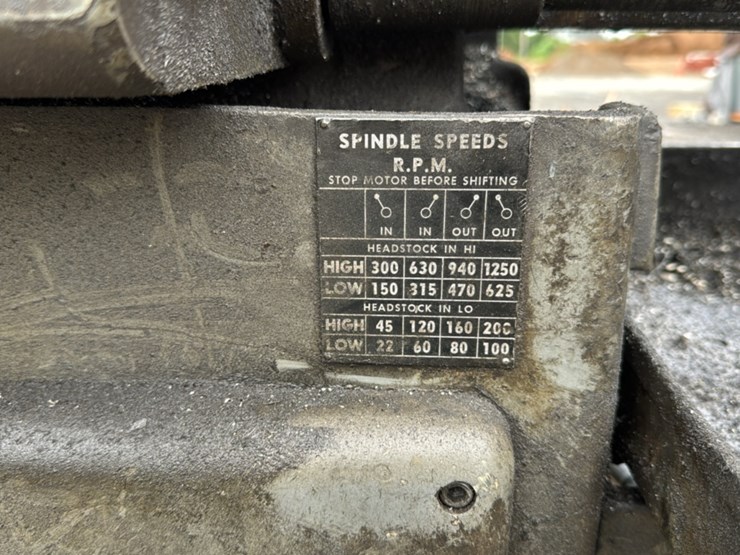 SPINDLE SPEEDS
R.P.M.
STOP MOTOR BEFORE SHIFTING
IN IN OUT OUT
HEADSTOCK IN HI
HIGH 300 630 940 1250
LOW 150 315 470 625
HEADSTOCK IN LO
HIGH 45 120 160 200
LOW 22 60 80 100